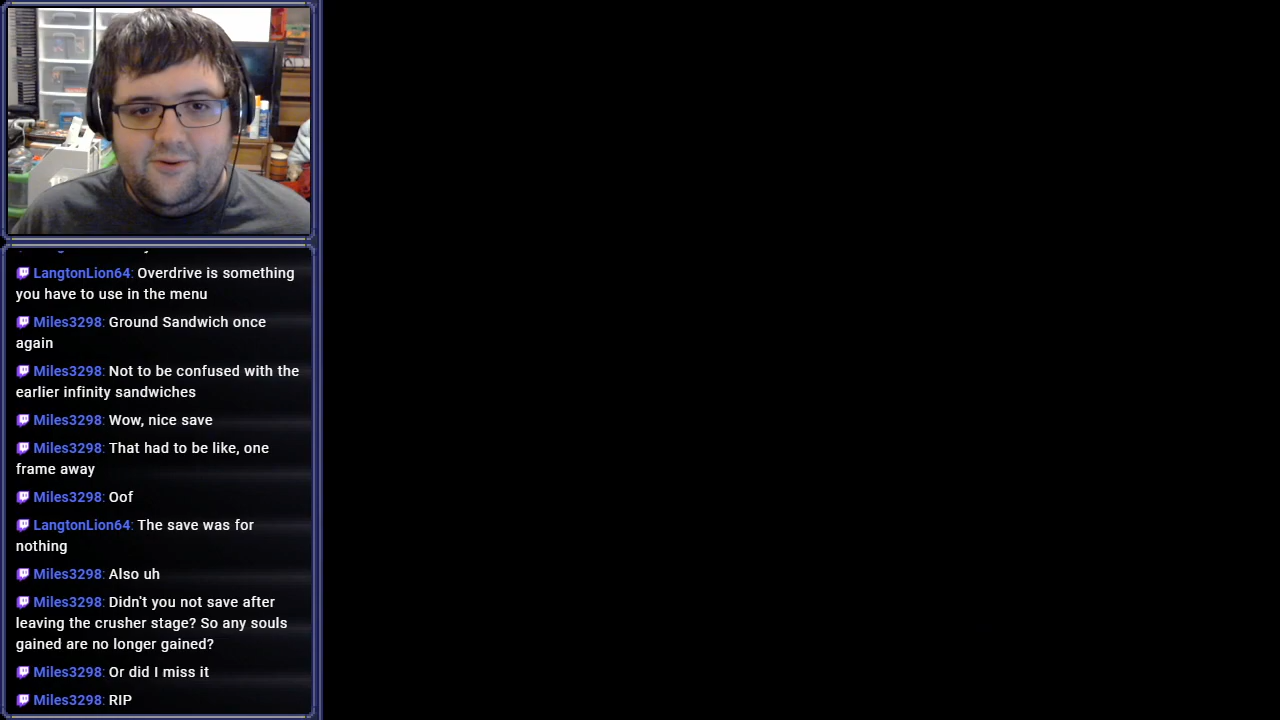 LangtonLion64: Overdrive is something
you have to use in the menu
Miles3298: Ground Sandwich once
again
Miles3298: Not to be confused with the
earlier infinity sandwiches
Miles3298: Wow, nice save
Miles3298: That had to be like, one
frame away
Miles3298: Oof
LangtonLion64: The save was for
nothing
Miles3298: Also uh
Miles3298: Didn't you not save after
leaving the crusher stage? So any souls
gained are no longer gained?
Miles3298: Or did I miss it
Miles3298: RIP